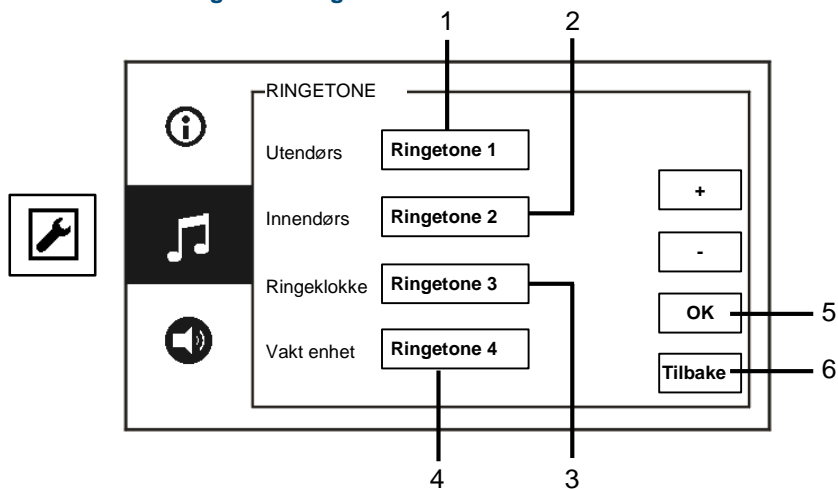 1 2
RINGETONE
Utendørs Ringetone 1
Innendørs Ringetone 2
Ringeklokke Ringetone 3
Vakt enhet Ringetone 4
+
-
OK 5
Tilbake 6
4 3